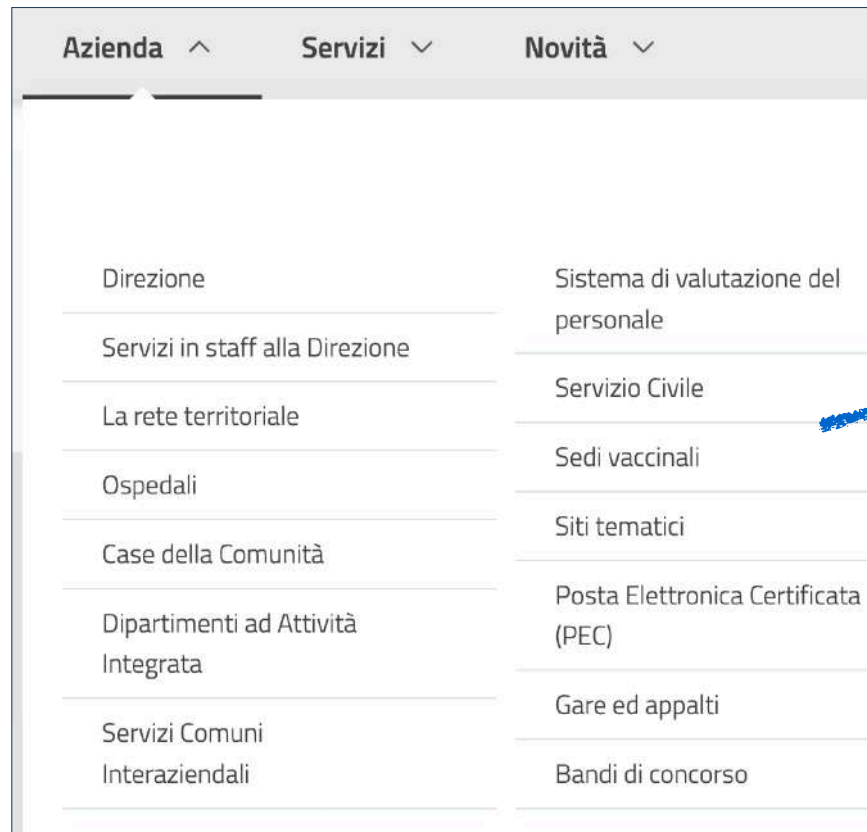 Azienda Servizi Novità
Direzione
Servizi in staff alla Direzione
La rete territoriale
Ospedali
Case della Comunità
Dipartimenti ad Attività
Integrata
Servizi Comuni
Interaziendali
Sistema di valutazione del
personale
Servizio Civile
Sedi vaccinali
Siti tematici
Posta Elettronica Certificata
(PEC)
Gare ed appalti
Bandi di concorso